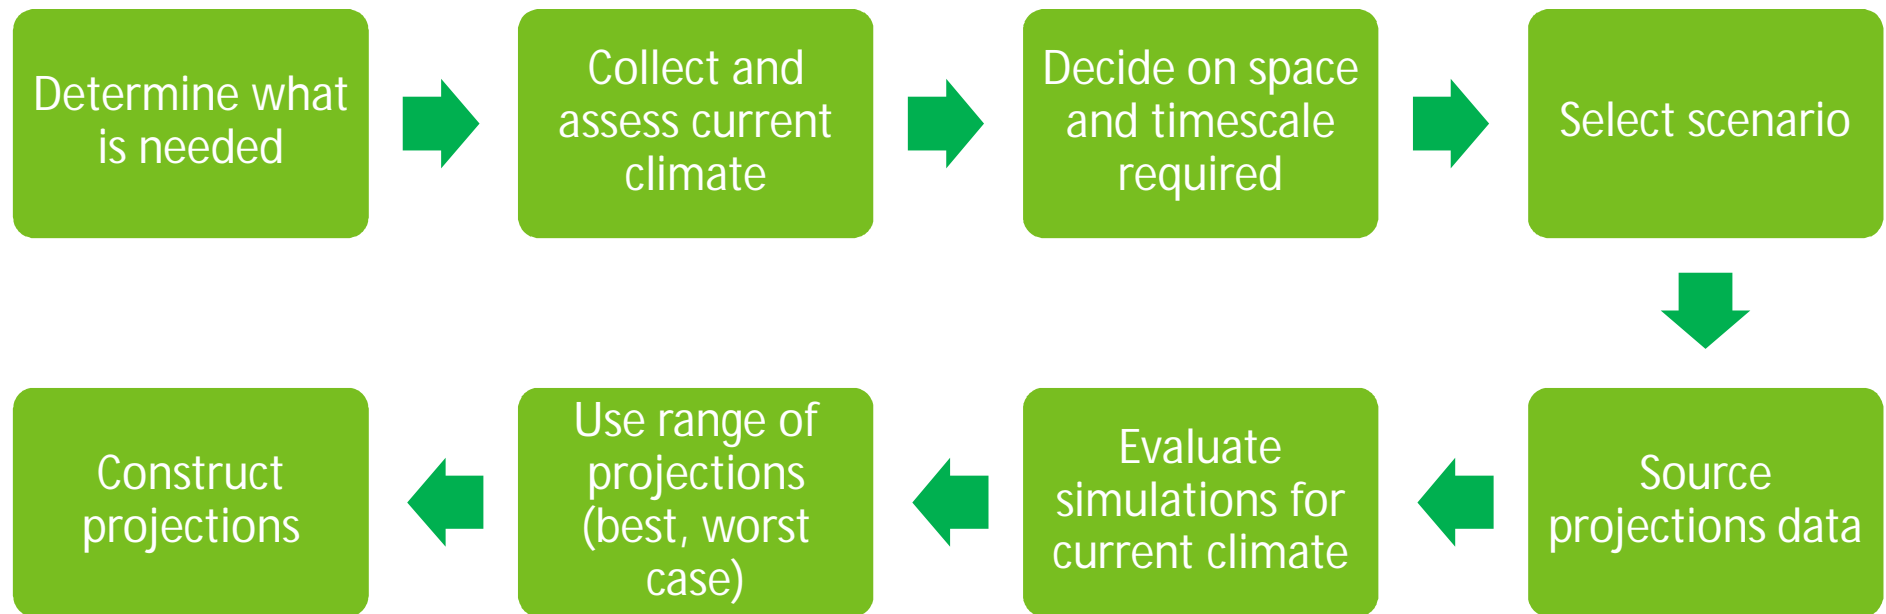 Determine what
is needed
Collect and
assess current
climate
Decide on space
and timescale
required
Select scenario
Source
projections data
Evaluate
simulations for
current climate
Use range of
projections
(best, worst
case)
Construct
projections